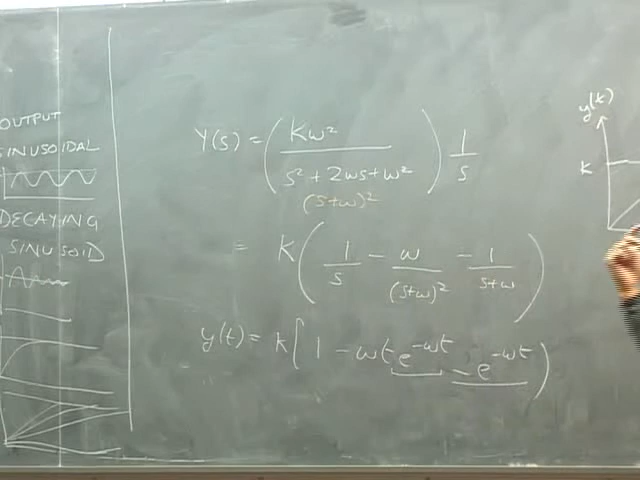 OUTPUT
SINUSOIDAL
DECAYING
SINUSOID
Y(s) = ( Kω² / s² + 2ωs + ω² ) 1/s
(s+ω)²
= K ( 1/s - ω/(s+ω)² - 1/s+ω )
y(t) = K [ 1 - ωt e^-ωt - e^-ωt )
y(t)
K